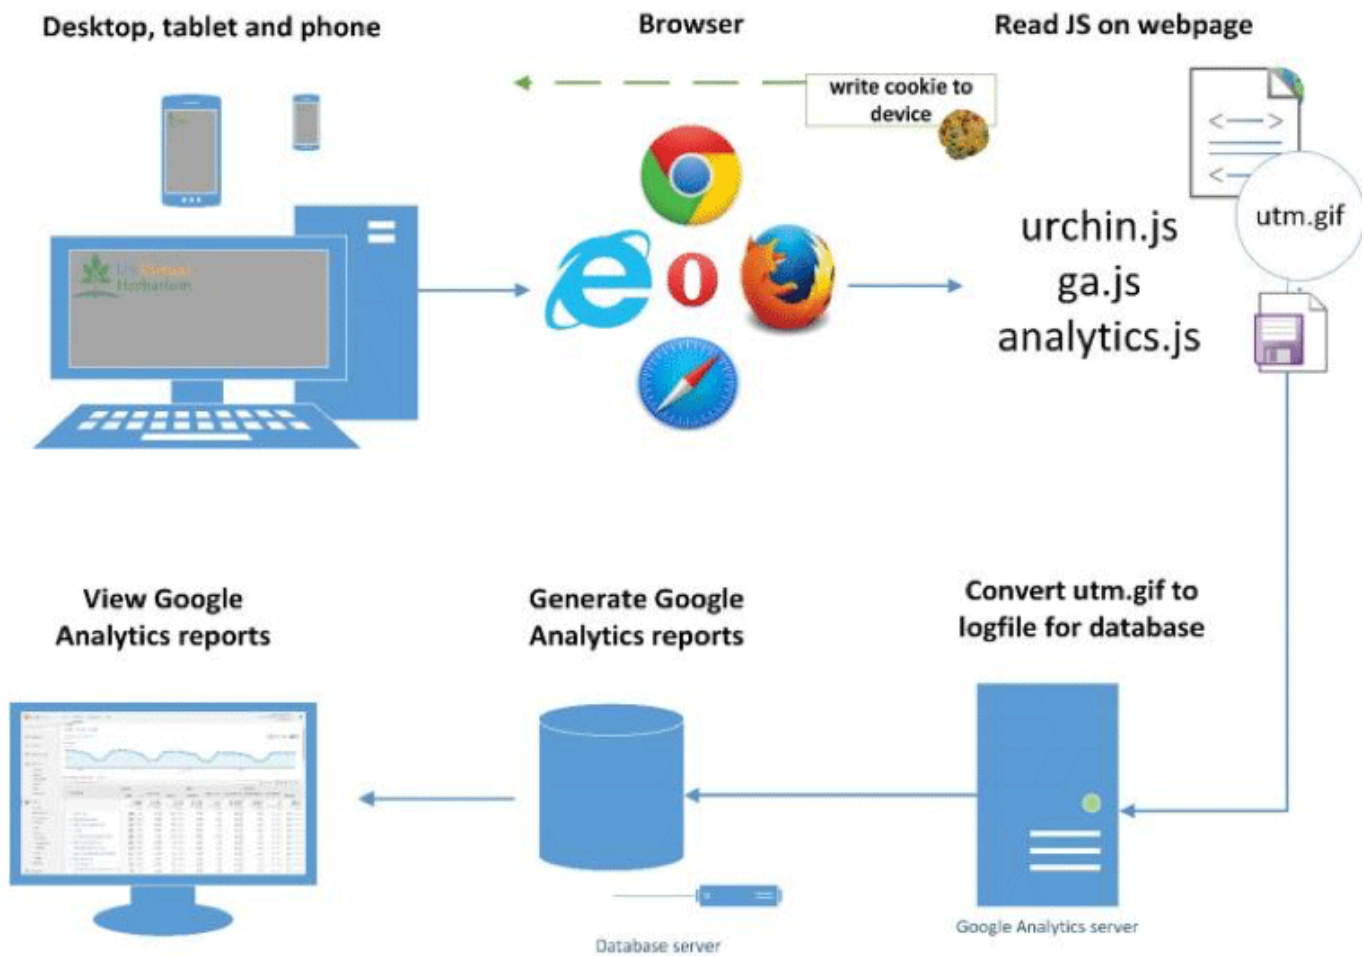 Desktop, tablet and phone
Browser
Read JS on webpage
write cookie to
device
utm.gif
urchin.js
ga.js
analytics.js
Virtual
Herbarium
View Google
Analytics reports
Generate Google
Analytics reports
Convert utm.gif to
logfile for database
Database server
Google Analytics server